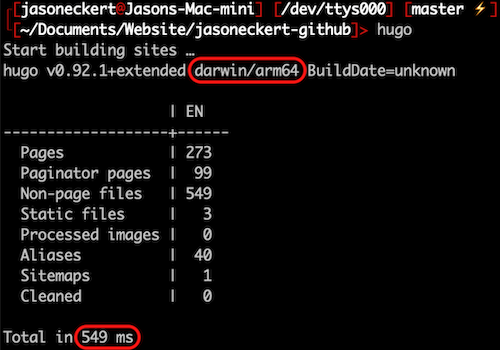 [jasoneckert@Jasons-Mac-mini] [/dev/ttys000] [master ⚡]
[~/Documents/Website/jasoneckert-github]> hugo
Start building sites …
hugo v0.92.1+extended darwin/arm64 BuildDate=unknown
| EN
-------------------+------
Pages | 273
Paginator pages | 99
Non-page files | 549
Static files | 3
Processed images | 0
Aliases | 40
Sitemaps | 1
Cleaned | 0
Total in 549 ms